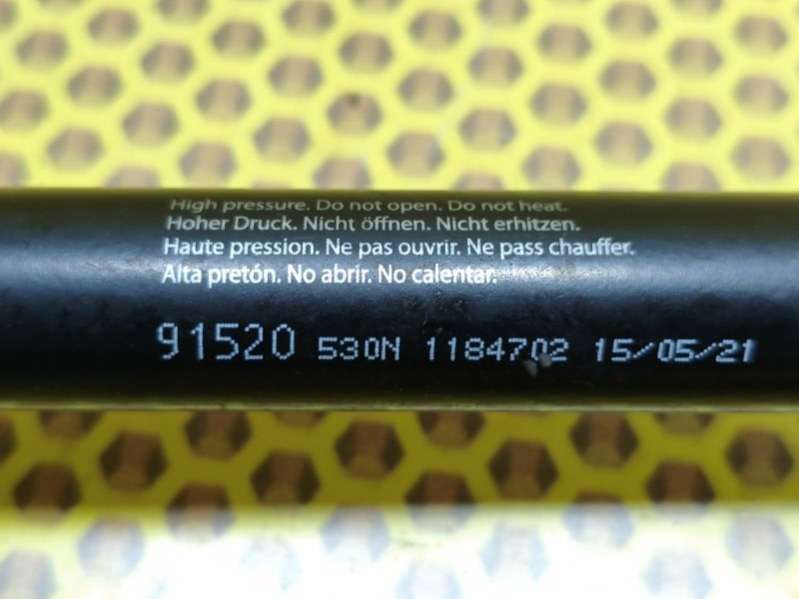 High pressure. Do not open. Do not heat.
Hoher Druck. Nicht öffnen. Nicht erhitzen.
Haute pression. Ne pas ouvrir. Ne pass chauffer.
Alta pretón. No abrir. No calentar.
91520 530N 1184702 15/05/21